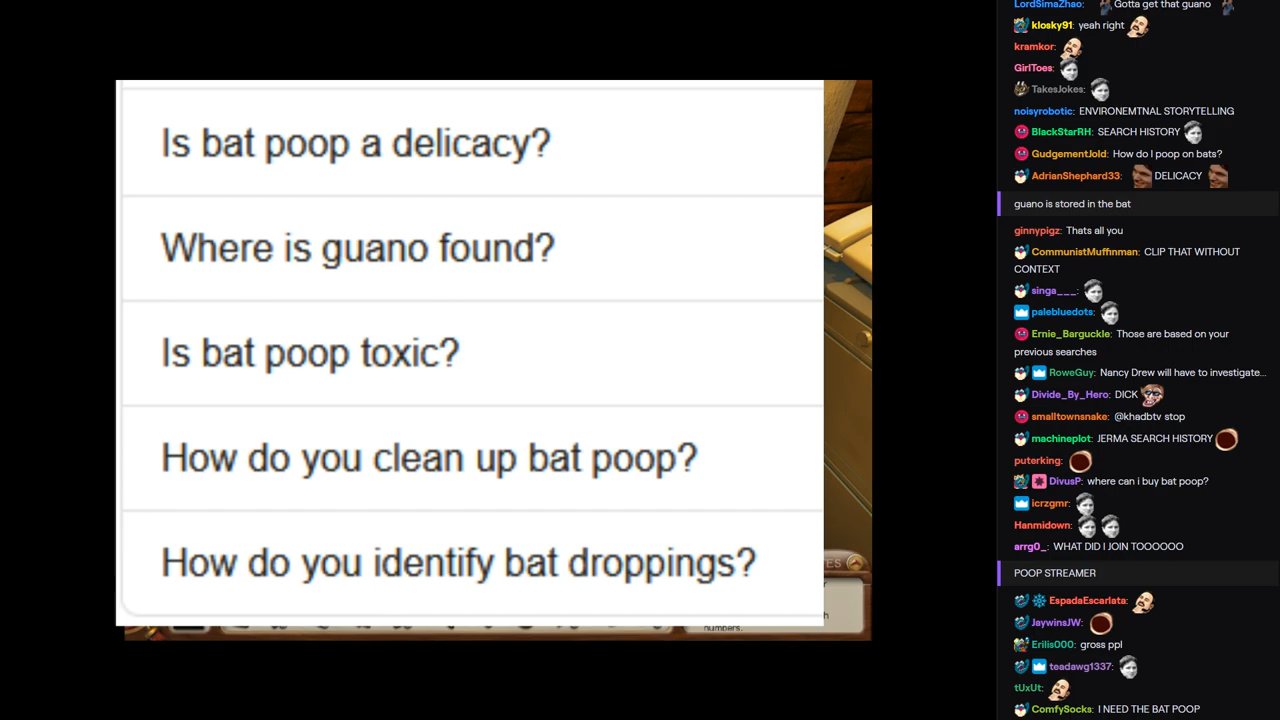 Is bat poop a delicacy?
Where is guano found?
Is bat poop toxic?
How do you clean up bat poop?
How do you identify bat droppings?
ES
h
numbers.
LordSimaZhao: Gotta get that guano
klosky91: yeah right
kramkor:
GirlToes:
TakesJokes:
noisyrobotic: ENVIRONEMTNAL STORYTELLING
BlackStarRH: SEARCH HISTORY
GudgementJold: How do I poop on bats?
AdrianShephard33: DELICACY
guano is stored in the bat
ginnypigz: Thats all you
CommunistMuffinman: CLIP THAT WITHOUT
CONTEXT
singa___:
palebluedots:
Ernie_Barguckle: Those are based on your
previous searches
RoweGuy: Nancy Drew will have to investigate...
Divide_By_Hero: DICK
smalltownsnake: @khadbtv stop
machineplot: JERMA SEARCH HISTORY
puterking:
DivusP: where can i buy bat poop?
icrzgmr:
Hanmidown:
arrg0_: WHAT DID I JOIN TOOOOOO
POOP STREAMER
EspadaEscarlata:
JaywinsJW:
Erilis000: gross ppl
teadawg1337:
tUxUt:
ComfySocks: I NEED THE BAT POOP